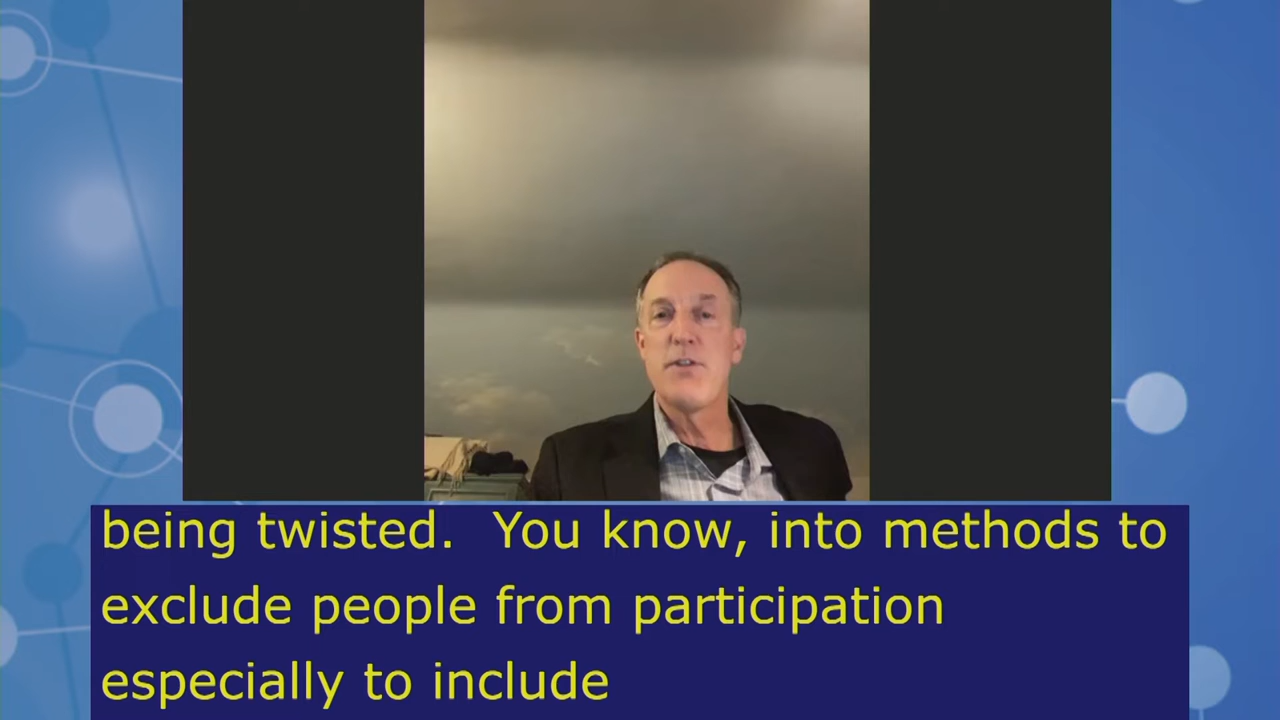 being twisted.  You know, into methods to
exclude people from participation
especially to include